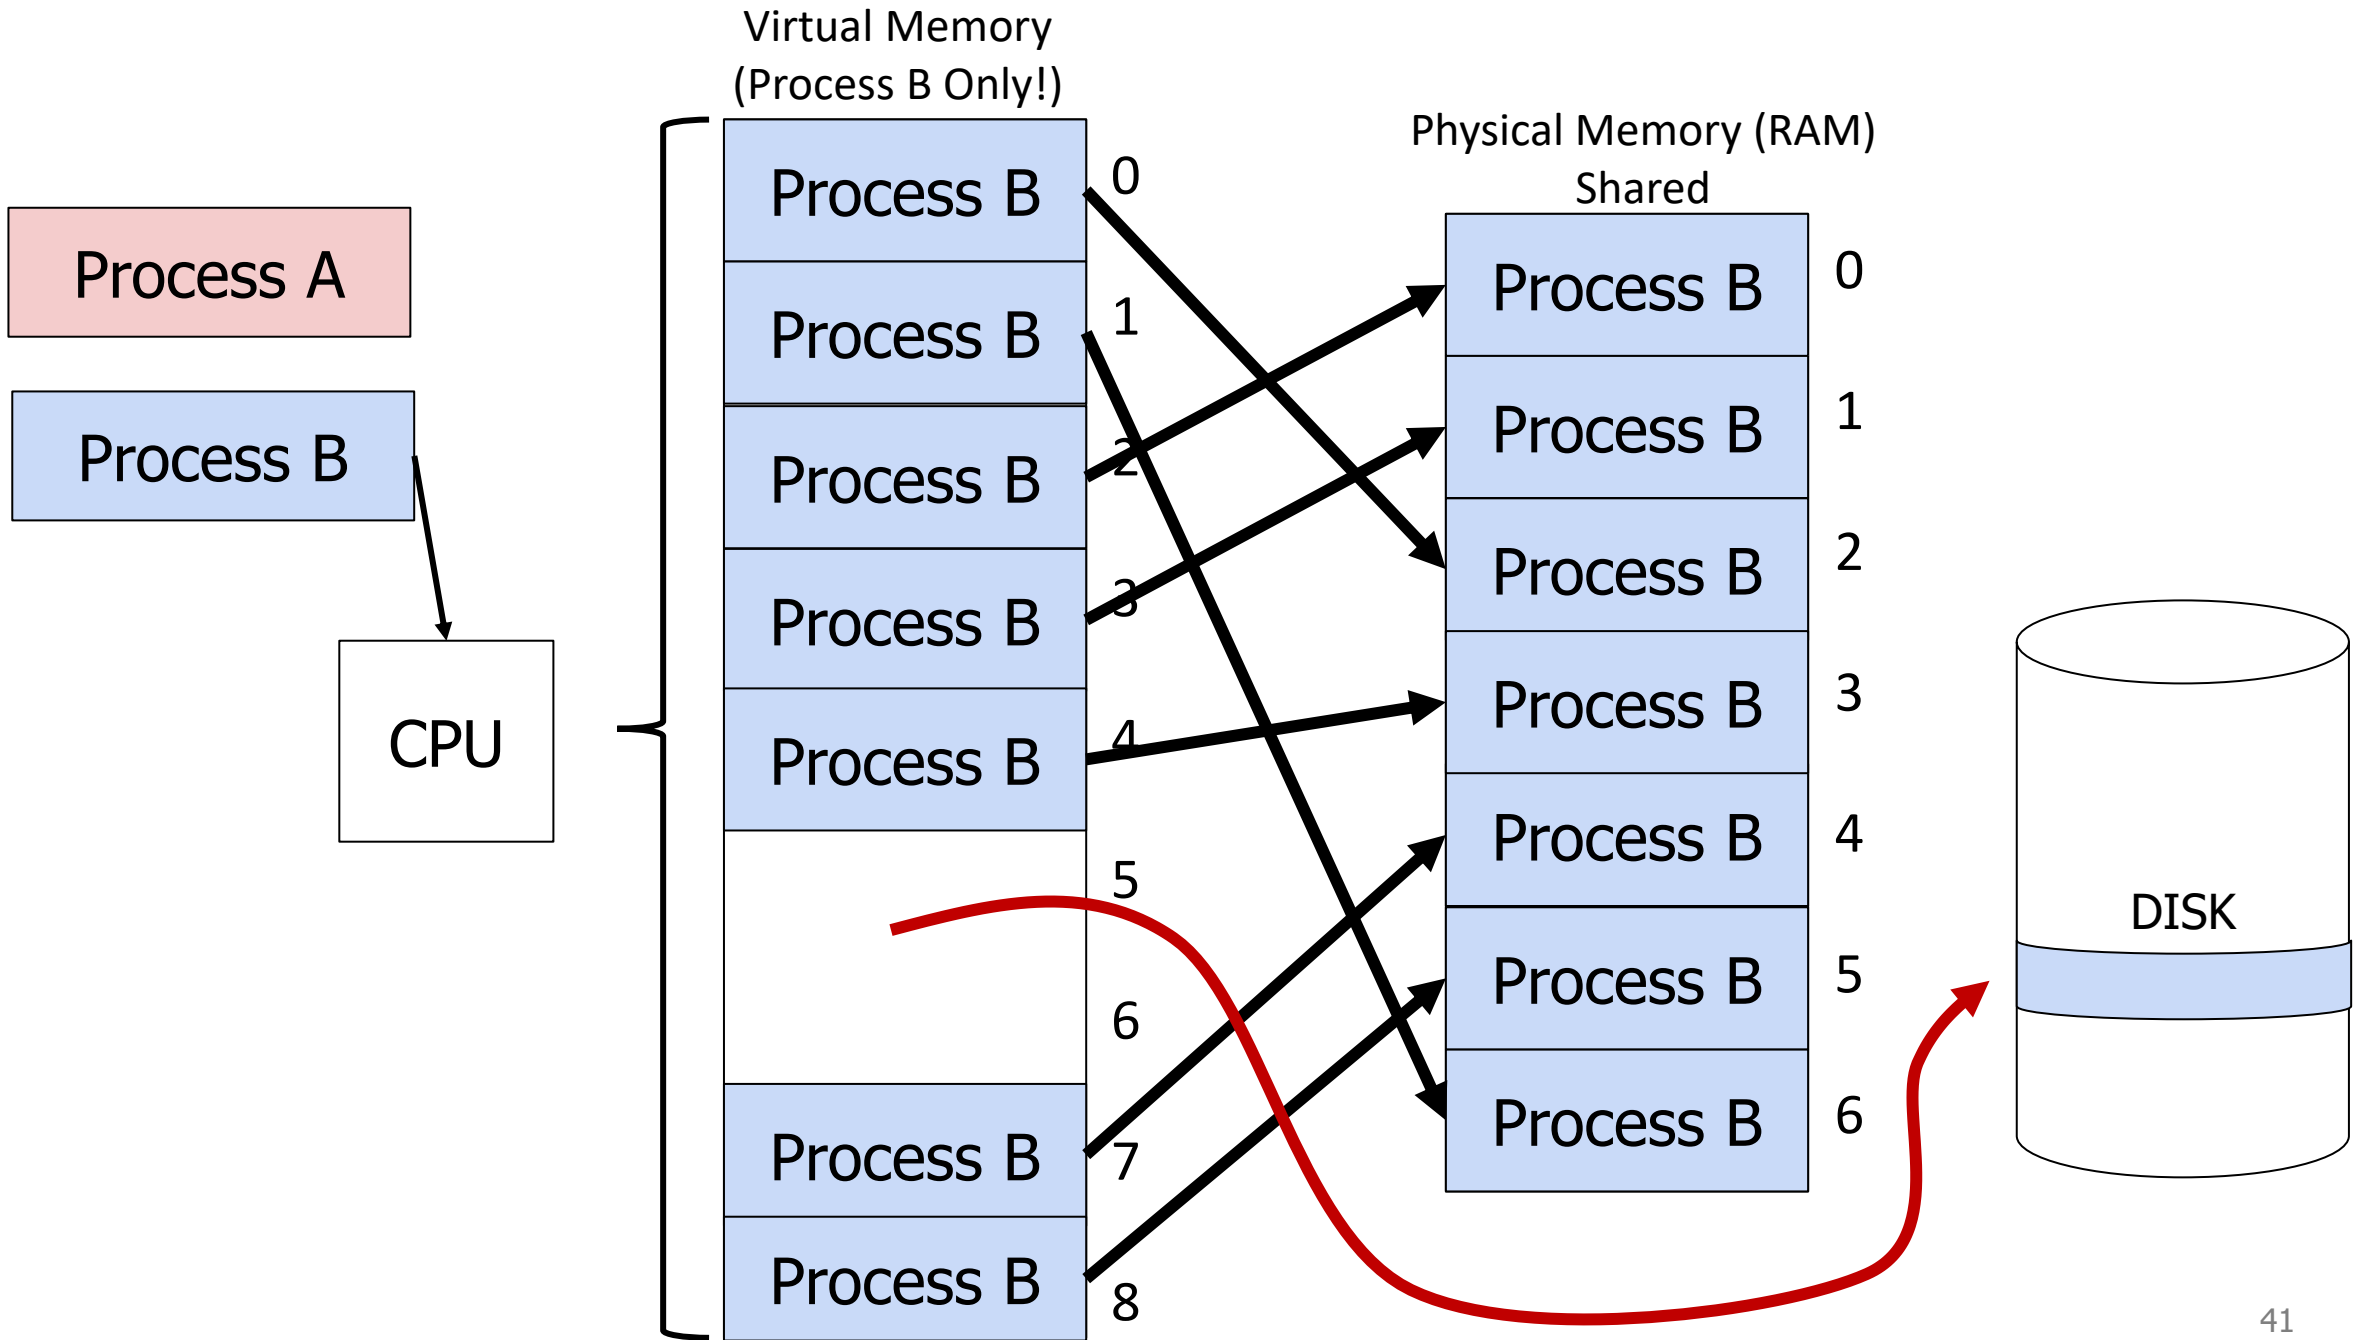 Virtual Memory
(Process B Only!)
Physical Memory (RAM)
Shared
Process A
Process B
CPU
Process B 0
Process B 1
Process B 2
Process B 3
Process B 4
5
6
Process B 7
Process B 8
Process B 0
Process B 1
Process B 2
Process B 3
Process B 4
Process B 5
Process B 6
DISK
41